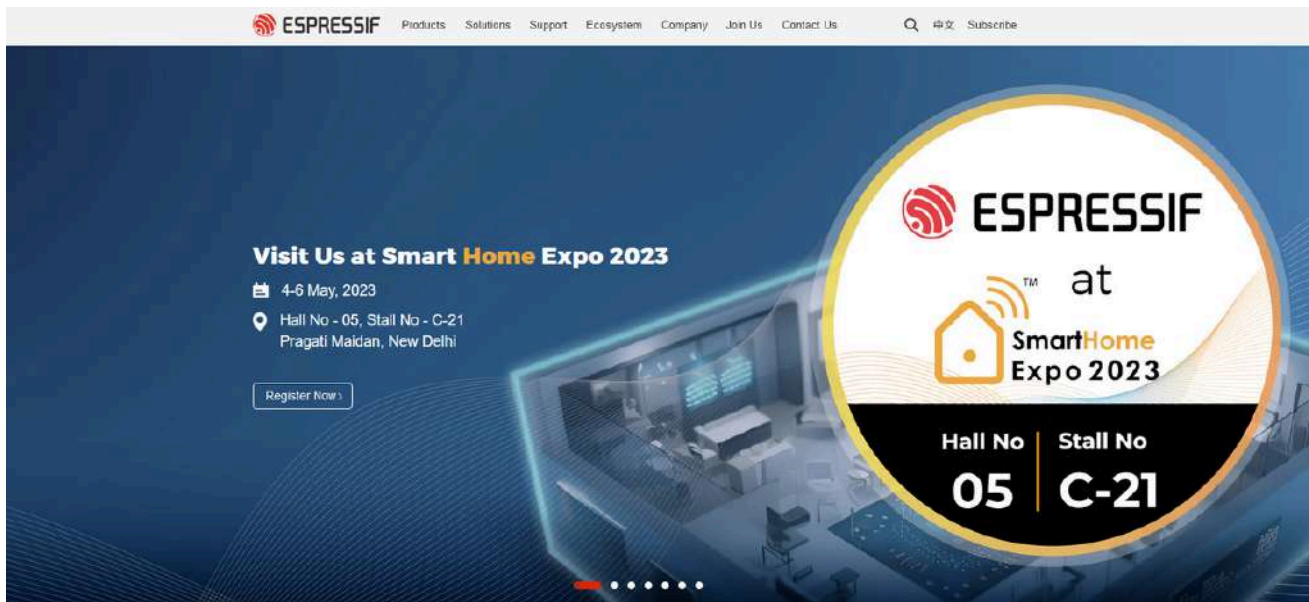 ESPRESSIF Products Solutions Support Ecosystem Company Join Us Contact Us 中文 Subscribe
Visit Us at Smart Home Expo 2023
4-6 May, 2023
Hall No - 05, Stall No - C-21
Pragati Maidan, New Delhi
Register Now ›
ESPRESSIF
at
TM
SmartHome
Expo 2023
Hall No Stall No
05 C-21